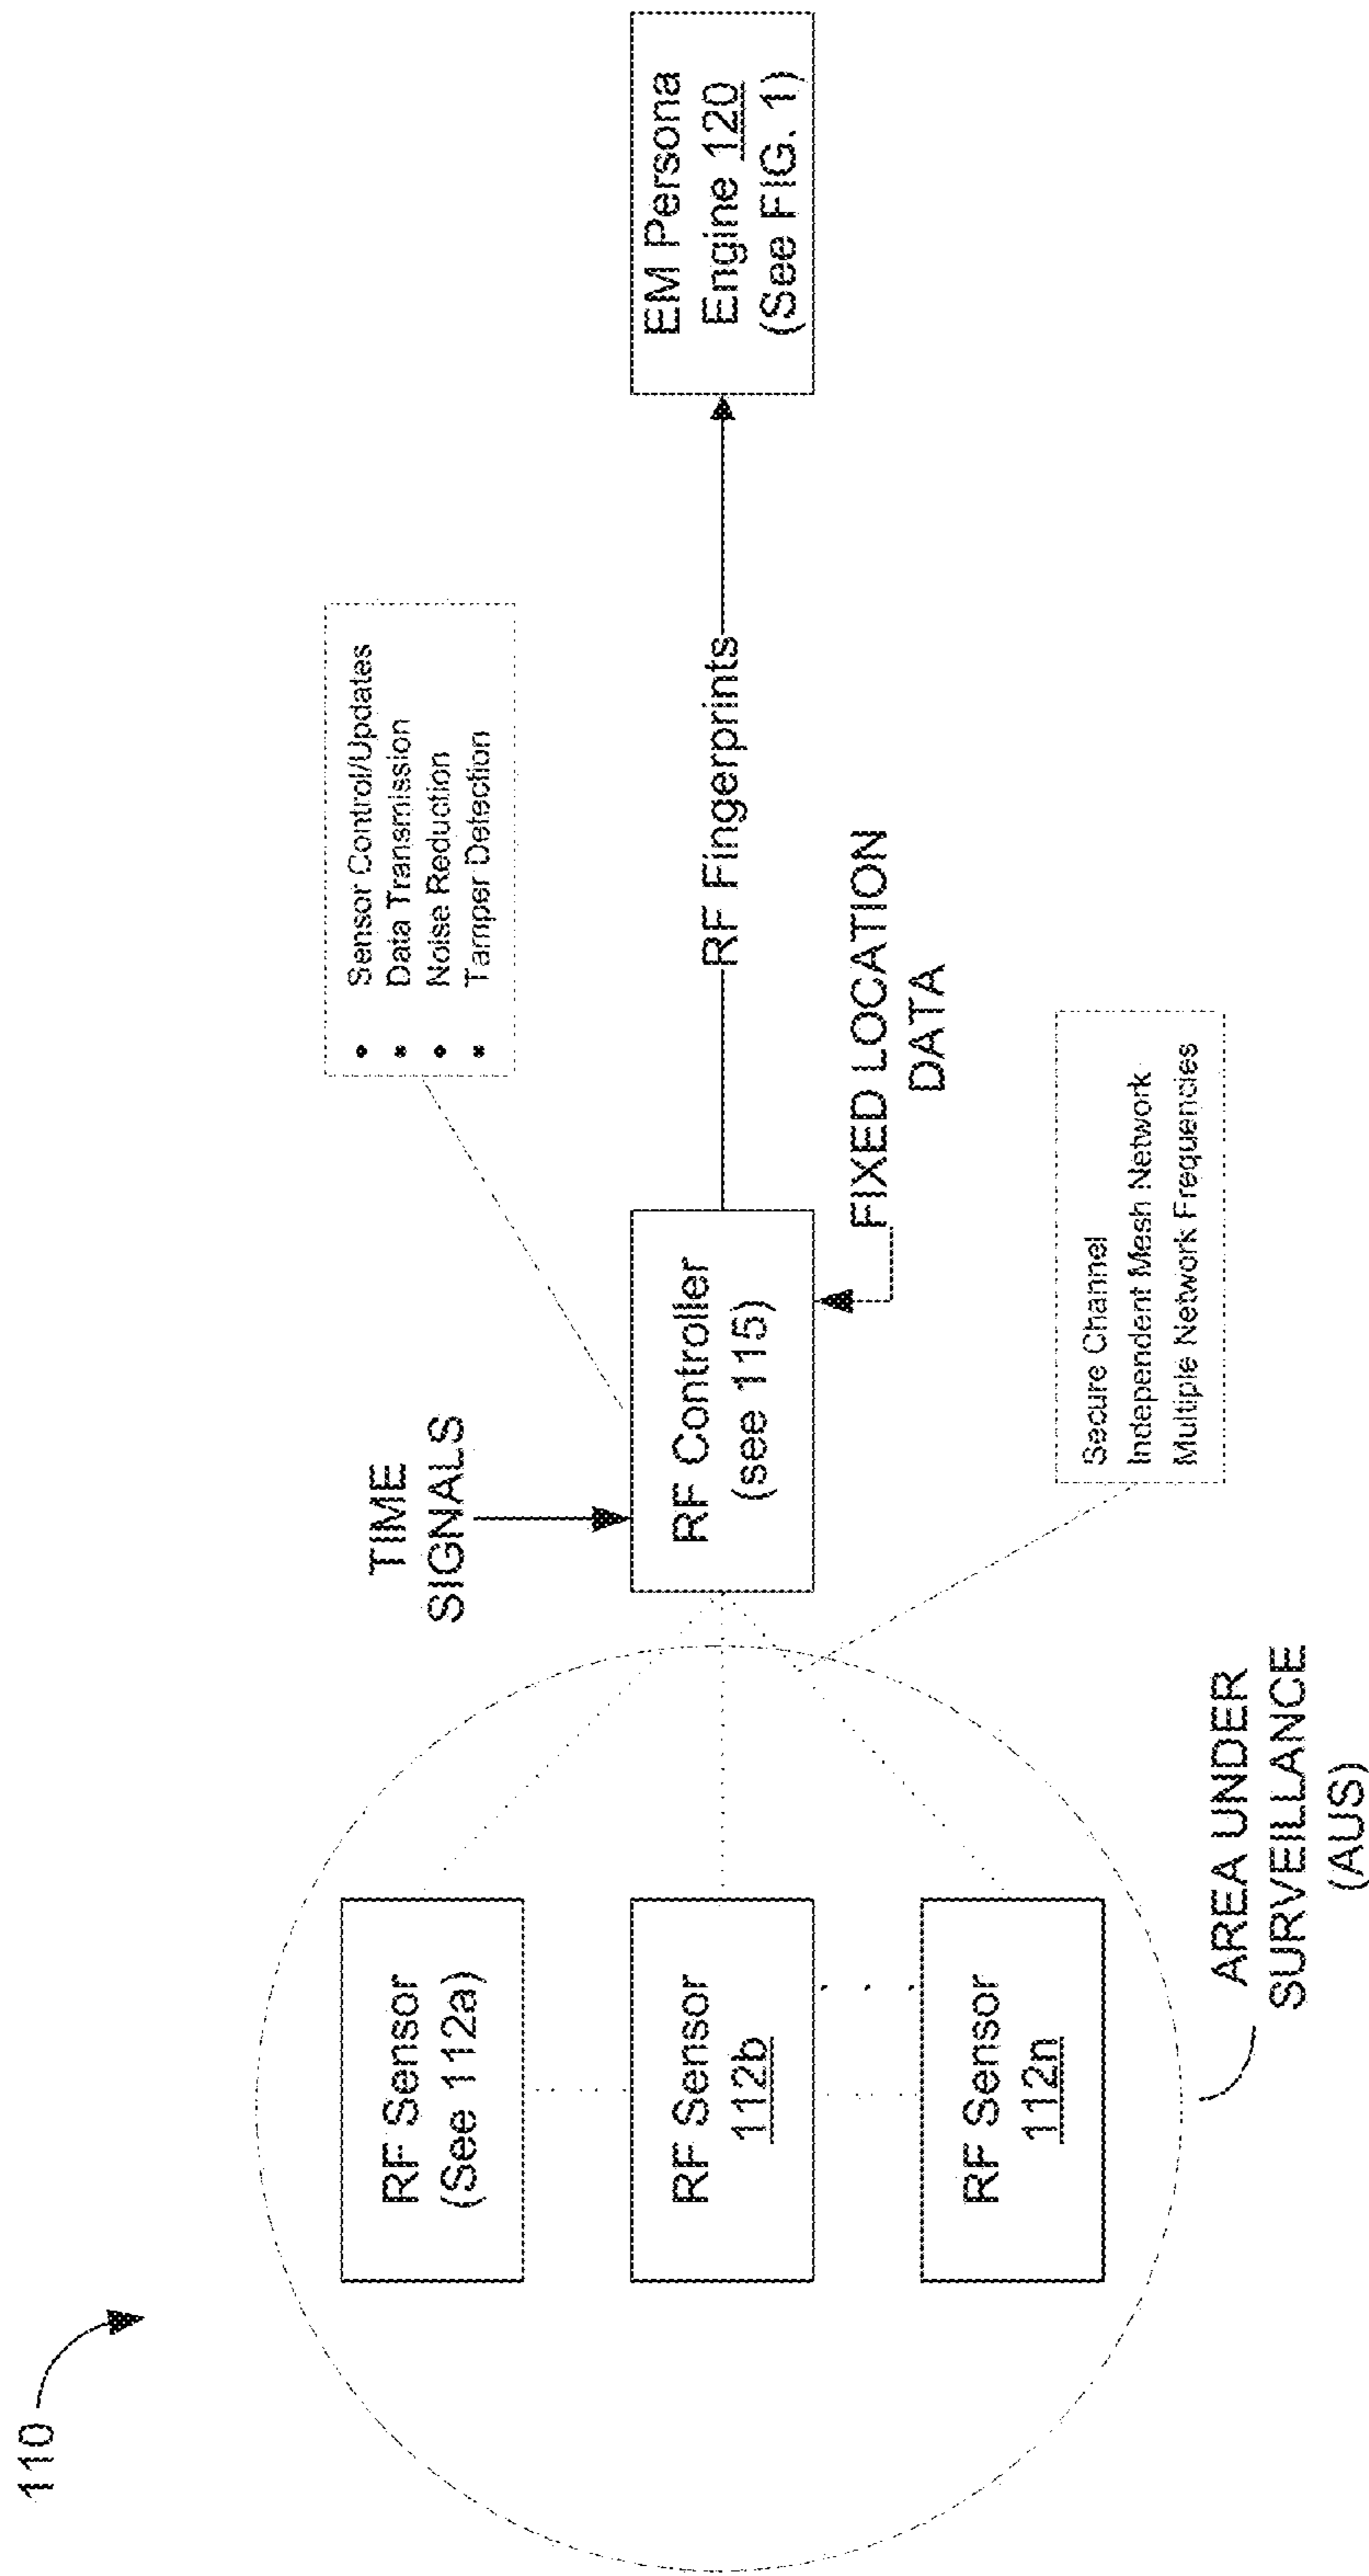 110
RF Sensor
(See 112a)
RF Sensor
112b
RF Sensor
112n
AREA UNDER
SURVEILLANCE
(AUS)
TIME
SIGNALS
RF Controller
(see 115)
FIXED LOCATION
DATA
• Sensor Control/Updates
• Data Transmission
• Noise Reduction
• Tamper Detection
Secure Channel
Independent Mesh Network
Multiple Network Frequencies
RF Fingerprints
EM Persona
Engine 120
(See FIG. 1)